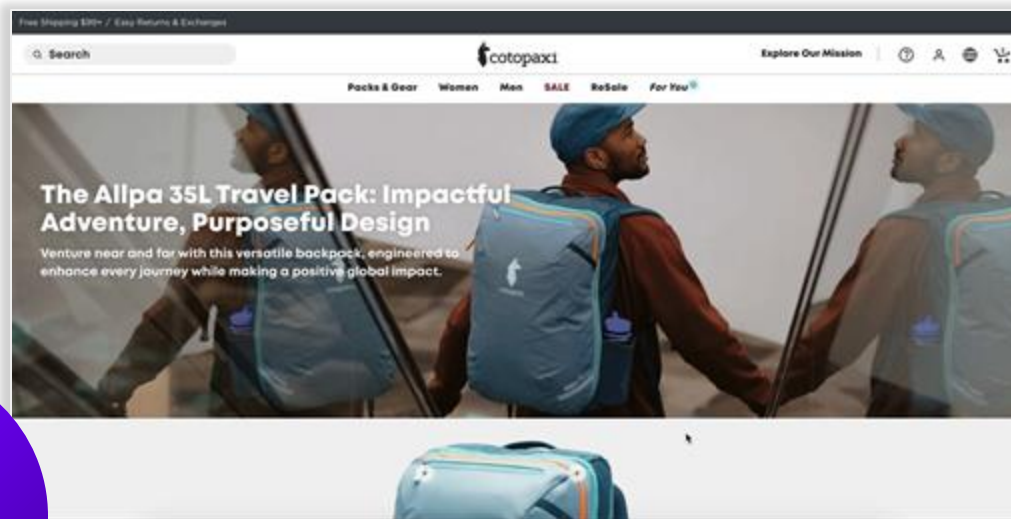 Free Shipping $99+ / Easy Returns & Exchanges
Search
cotopaxi
Explore Our Mission
Packs & Gear Women Men SALE ReSale For You
The Allpa 35L Travel Pack: Impactful
Adventure, Purposeful Design
Venture near and far with this versatile backpack, engineered to
enhance every journey while making a positive global impact.
cotopaxi